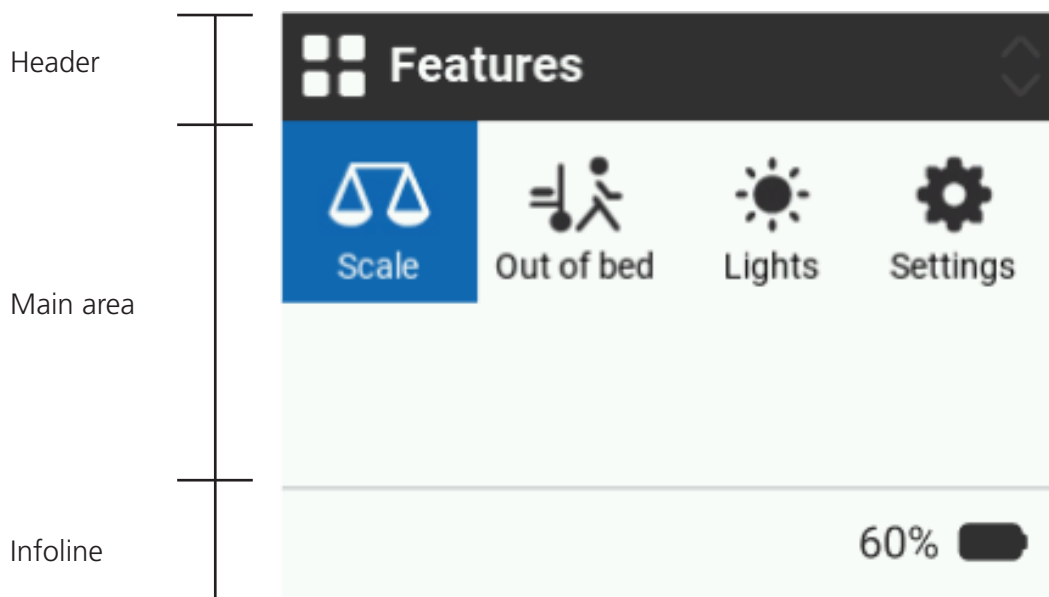 Header
Features
Scale
Out of bed
Lights
Settings
Main area
60%
Infoline